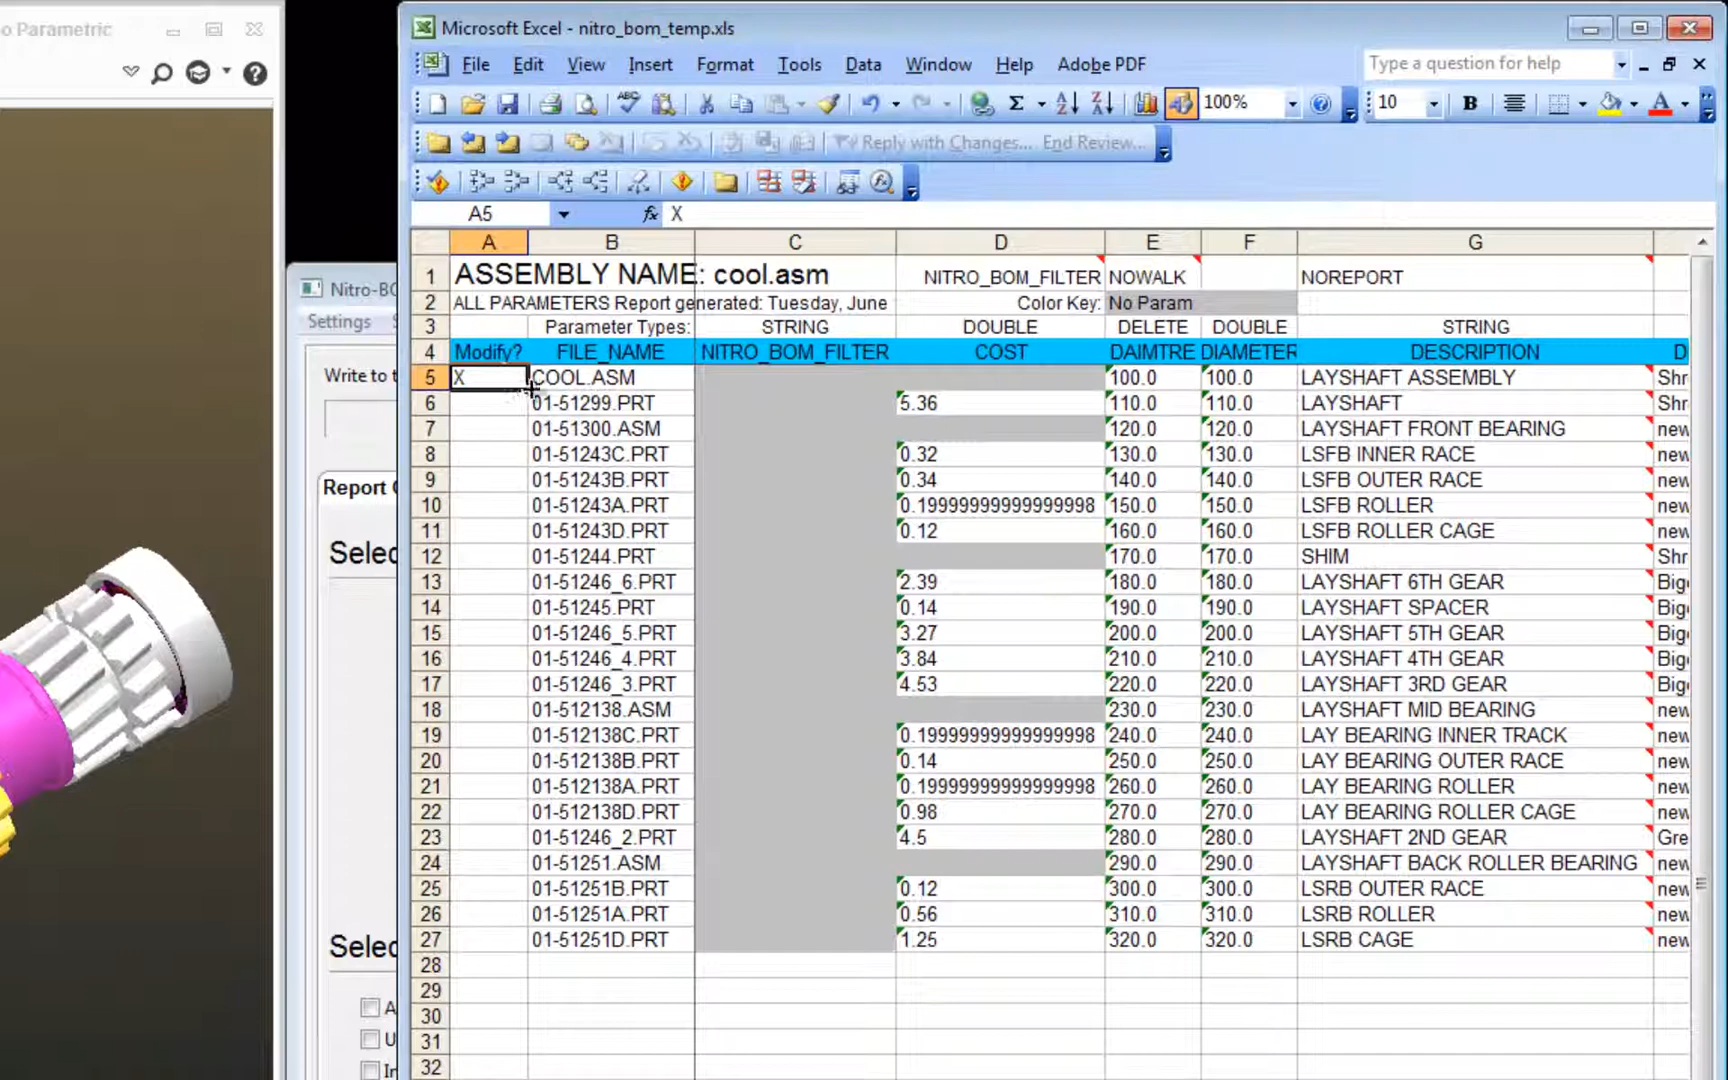 o Parametric
Microsoft Excel - nitro_bom_temp.xls
File Edit View Insert Format Tools Data Window Help Adobe PDF
Type a question for help
ABC
Σ
100%
10
B
A
Reply with Changes... End Review...
A5 fx X
A B C D E F G
1 ASSEMBLY NAME: cool.asm NITRO_BOM_FILTER NOWALK NOREPORT
2 ALL PARAMETERS Report generated: Tuesday, June Color Key: No Param
3 Parameter Types: STRING DOUBLE DELETE DOUBLE STRING
4 Modify? FILE_NAME NITRO_BOM_FILTER COST DAIMTRE DIAMETER DESCRIPTION D
5 X COOL.ASM 100.0 100.0 LAYSHAFT ASSEMBLY Shr
6 01-51299.PRT 5.36 110.0 110.0 LAYSHAFT Shr
7 01-51300.ASM 120.0 120.0 LAYSHAFT FRONT BEARING new
8 01-51243C.PRT 0.32 130.0 130.0 LSFB INNER RACE new
9 01-51243B.PRT 0.34 140.0 140.0 LSFB OUTER RACE new
10 01-51243A.PRT 0.19999999999999998 150.0 150.0 LSFB ROLLER new
11 01-51243D.PRT 0.12 160.0 160.0 LSFB ROLLER CAGE new
12 01-51244.PRT 170.0 170.0 SHIM Shr
13 01-51246_6.PRT 2.39 180.0 180.0 LAYSHAFT 6TH GEAR Big
14 01-51245.PRT 0.14 190.0 190.0 LAYSHAFT SPACER Big
15 01-51246_5.PRT 3.27 200.0 200.0 LAYSHAFT 5TH GEAR Big
16 01-51246_4.PRT 3.84 210.0 210.0 LAYSHAFT 4TH GEAR Big
17 01-51246_3.PRT 4.53 220.0 220.0 LAYSHAFT 3RD GEAR Big
18 01-512138.ASM 230.0 230.0 LAYSHAFT MID BEARING new
19 01-512138C.PRT 0.19999999999999998 240.0 240.0 LAY BEARING INNER TRACK new
20 01-512138B.PRT 0.14 250.0 250.0 LAY BEARING OUTER RACE new
21 01-512138A.PRT 0.19999999999999998 260.0 260.0 LAY BEARING ROLLER new
22 01-512138D.PRT 0.98 270.0 270.0 LAY BEARING ROLLER CAGE new
23 01-51246_2.PRT 4.5 280.0 280.0 LAYSHAFT 2ND GEAR Gre
24 01-51251.ASM 290.0 290.0 LAYSHAFT BACK ROLLER BEARING new
25 01-51251B.PRT 0.12 300.0 300.0 LSRB OUTER RACE new
26 01-51251A.PRT 0.56 310.0 310.0 LSRB ROLLER new
27 01-51251D.PRT 1.25 320.0 320.0 LSRB CAGE new
28
29
30
31
32
Nitro-BO
Settings
Write to t
Report
Selec
Selec
A
U
In